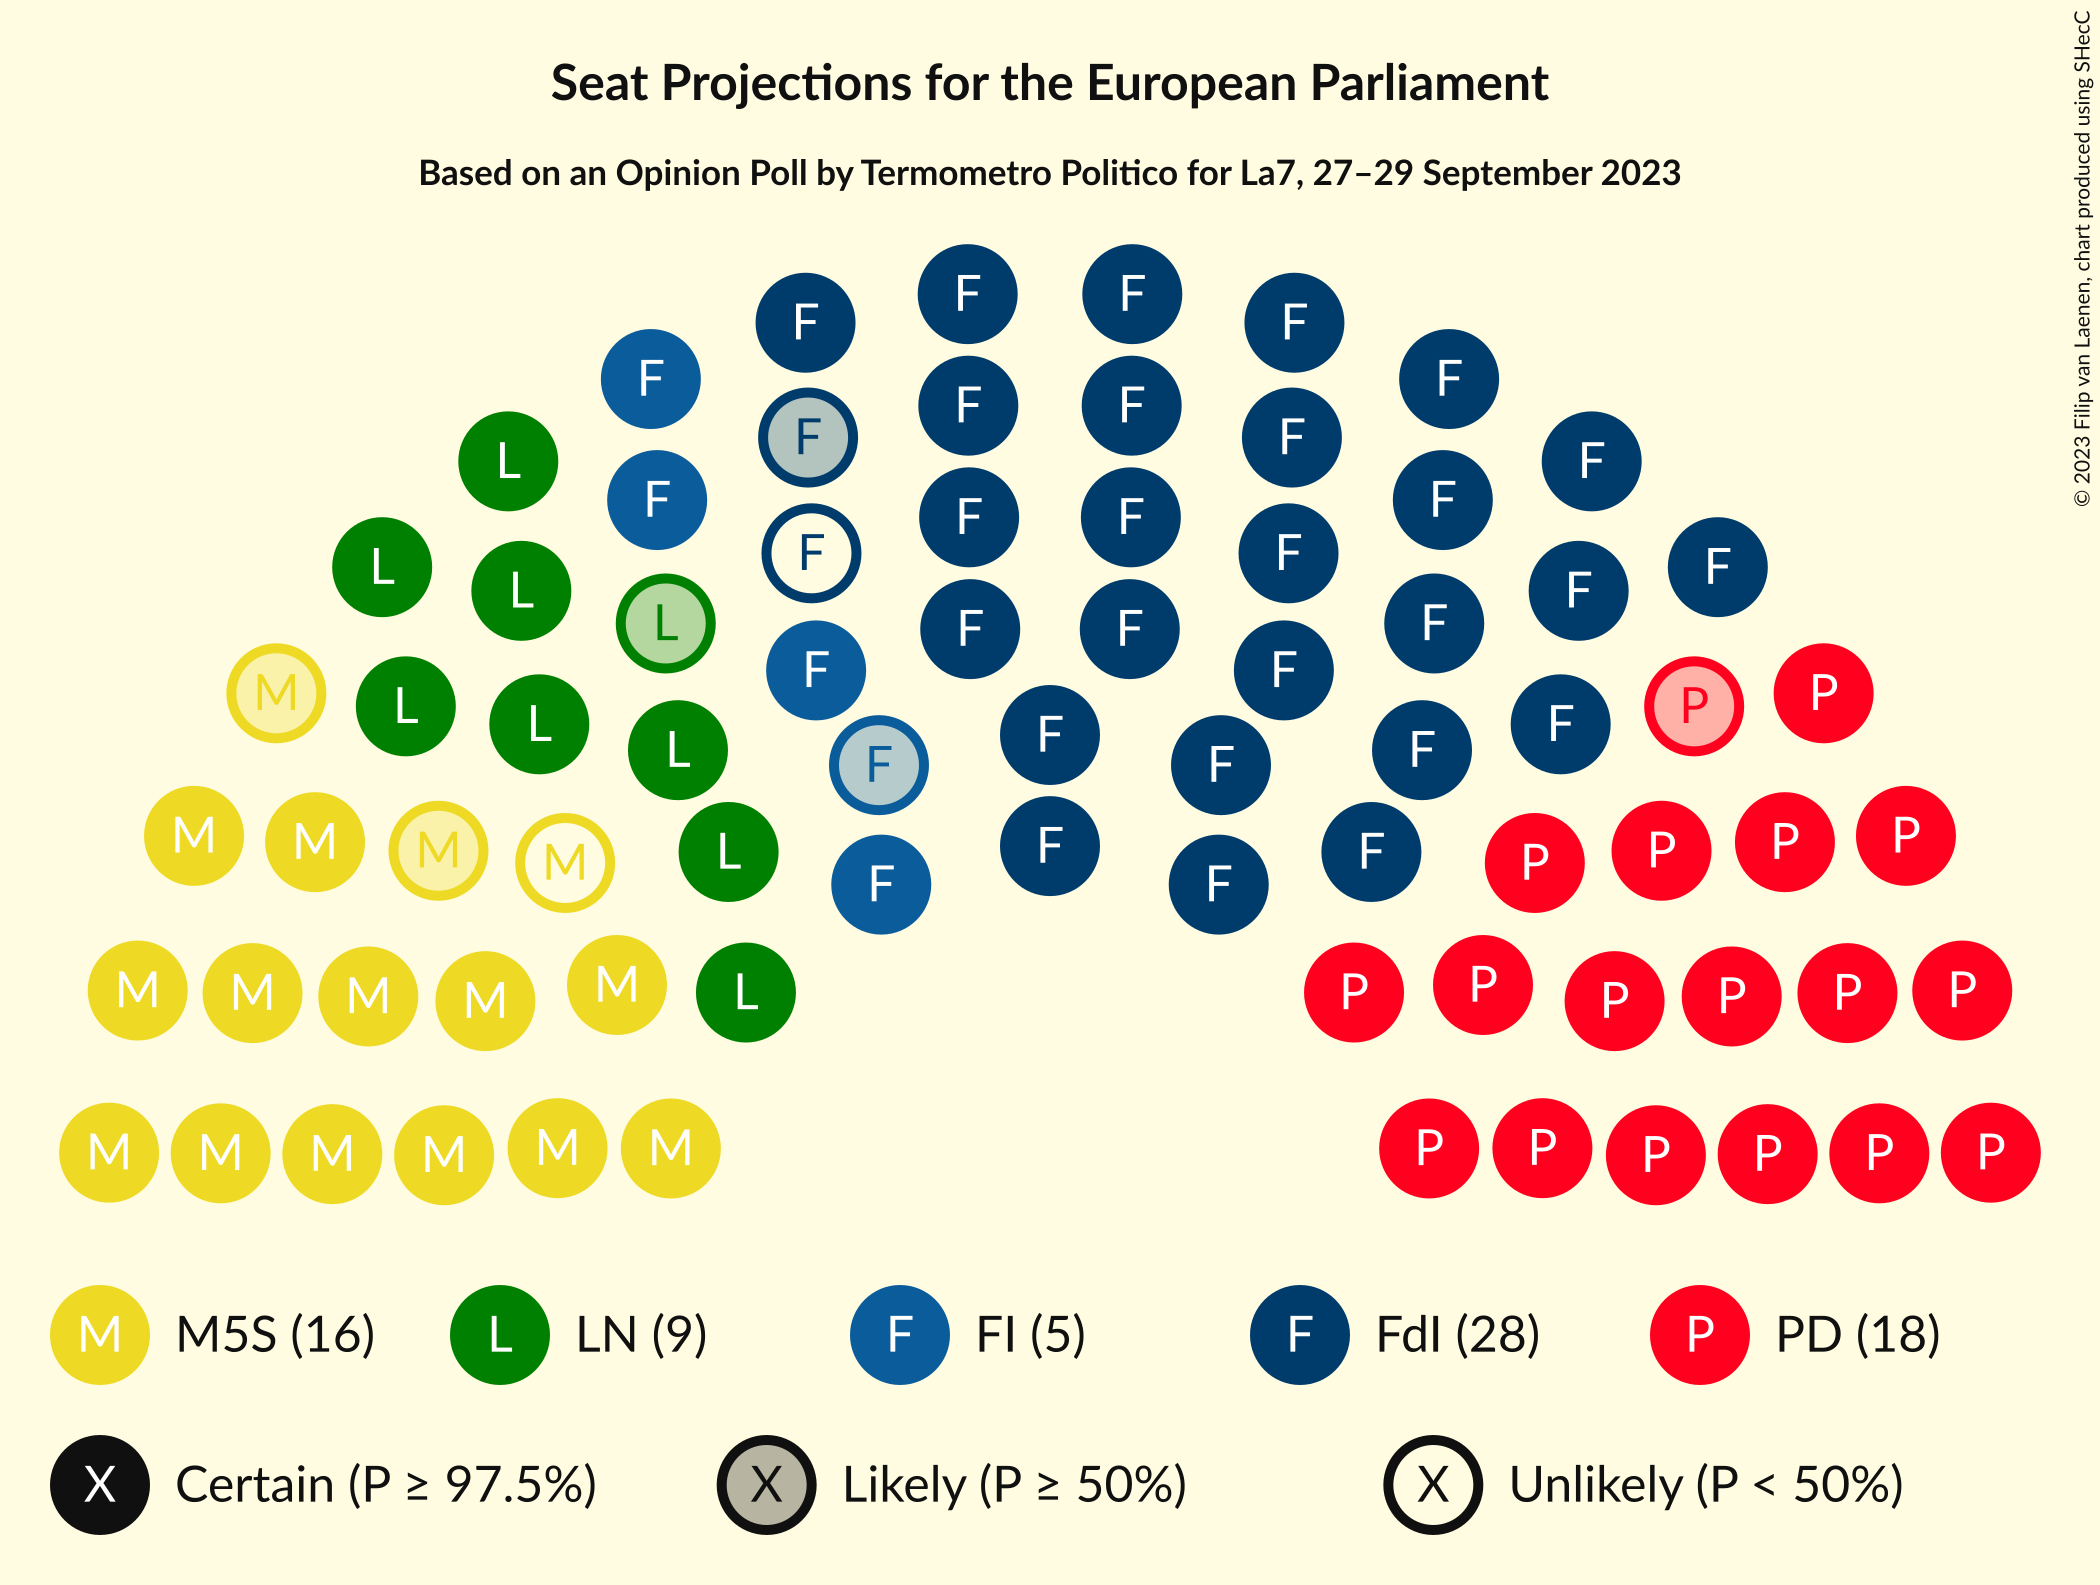 Seat Projections for the European Parliament
Based on an Opinion Poll by Termometro Politico for La7, 27–29 September 2023
© 2023 Filip van Laenen, chart produced using SHecC
F F F F
F F
F F F F
L F
F F
L F F F F F
L L F F F F
L F F
M L L L F F F F F P P
F F F
M M M M L F F F P P P P
M M M M M L P P P P P P
M M M M M M P P P P P P
M M5S (16) L LN (9) F FI (5) F FdI (28) P PD (18)
X Certain (P ≥ 97.5%) X Likely (P ≥ 50%) X Unlikely (P < 50%)